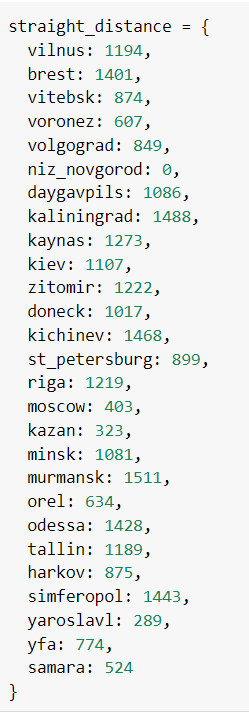 straight_distance = {
vilnus: 1194,
brest: 1401,
vitebsk: 874,
voronez: 607,
volgograd: 849,
niz_novgorod: 0,
daygavpils: 1086,
kaliningrad: 1488,
kaynas: 1273,
kiev: 1107,
zitomir: 1222,
doneck: 1017,
kichinev: 1468,
st_petersburg: 899,
riga: 1219,
moscow: 403,
kazan: 323,
minsk: 1081,
murmansk: 1511,
orel: 634,
odessa: 1428,
tallin: 1189,
harkov: 875,
simferopol: 1443,
yaroslavl: 289,
yfa: 774,
samara: 524
}